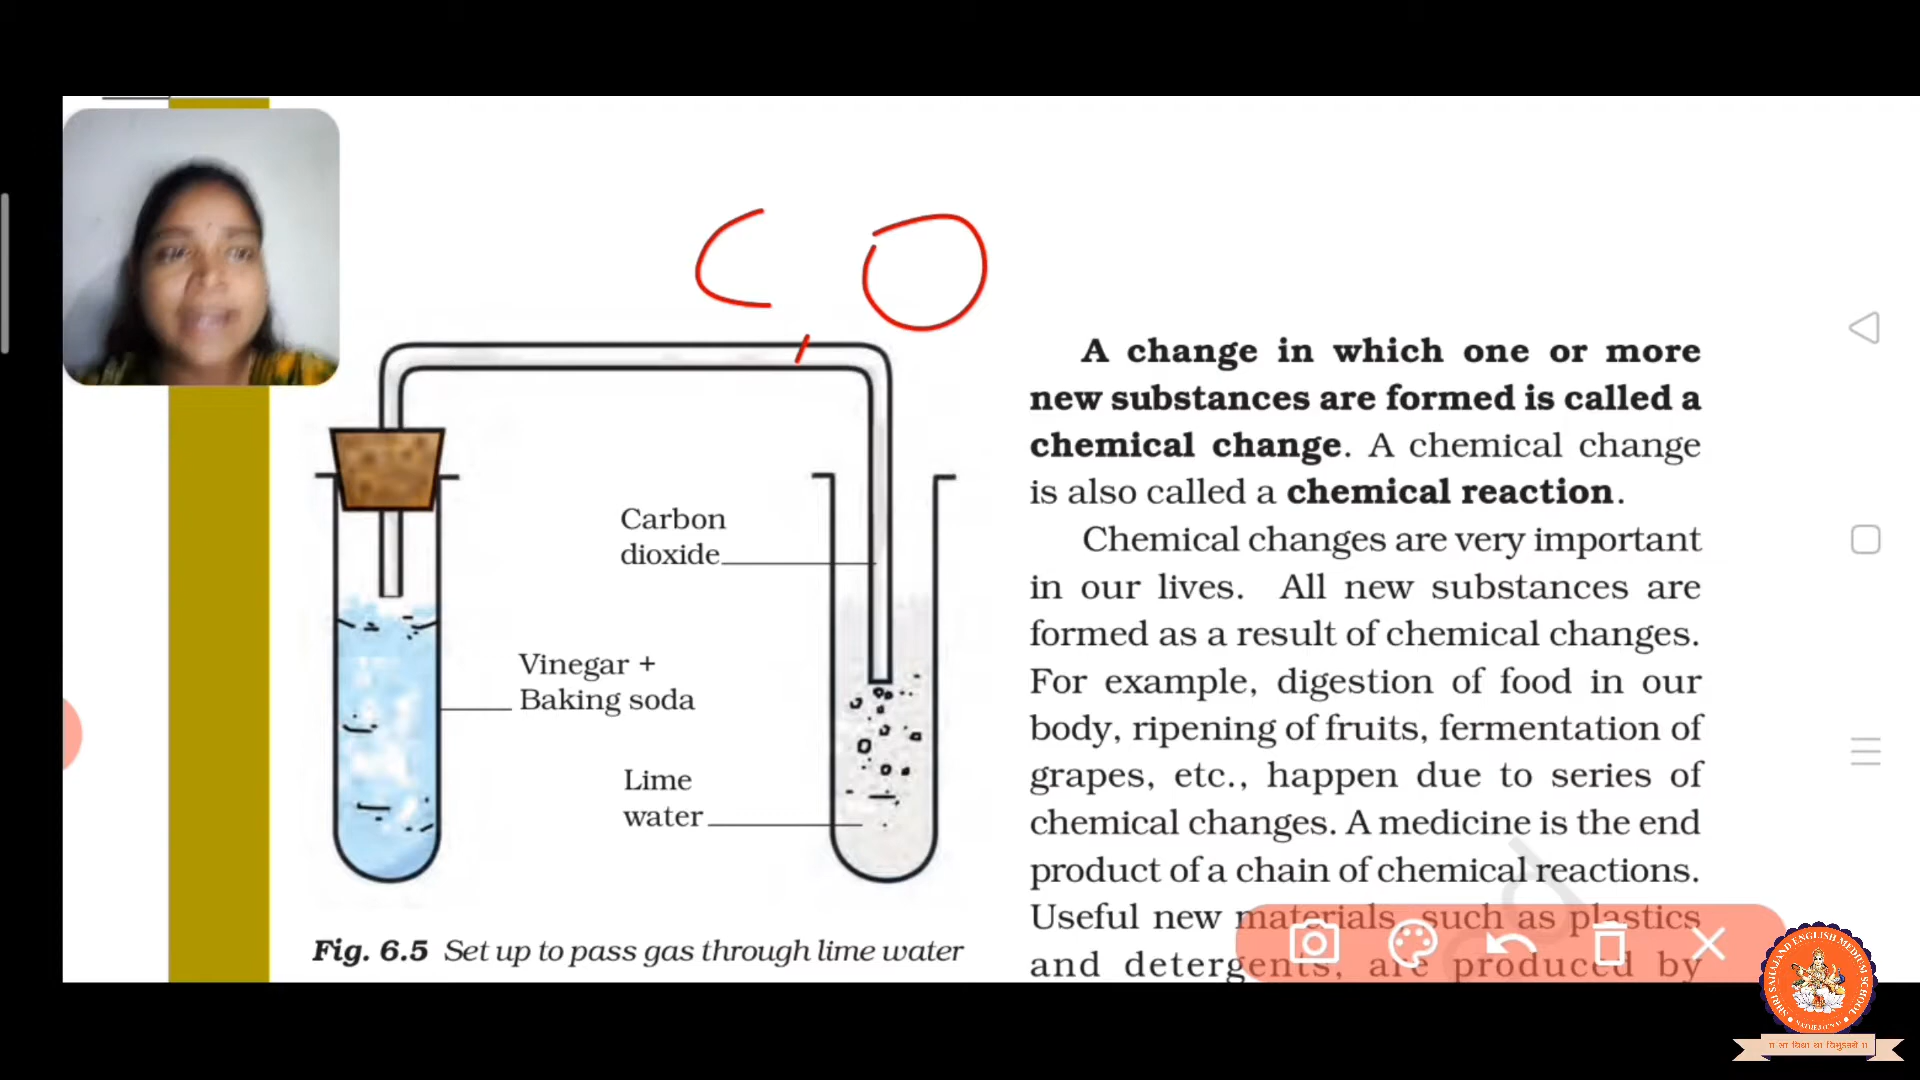 C O
Carbon
dioxide
Vinegar +
Baking soda
Lime
water
Fig. 6.5 Set up to pass gas through lime water
A change in which one or more
new substances are formed is called a
chemical change. A chemical change
is also called a chemical reaction.
Chemical changes are very important
in our lives. All new substances are
formed as a result of chemical changes.
For example, digestion of food in our
body, ripening of fruits, fermentation of
grapes, etc., happen due to series of
chemical changes. A medicine is the end
product of a chain of chemical reactions.
Useful new materials, such as plastics
and detergents, are produced by
SHRI SAHAJANAND ENGLISH MEDIUM SCHOOL